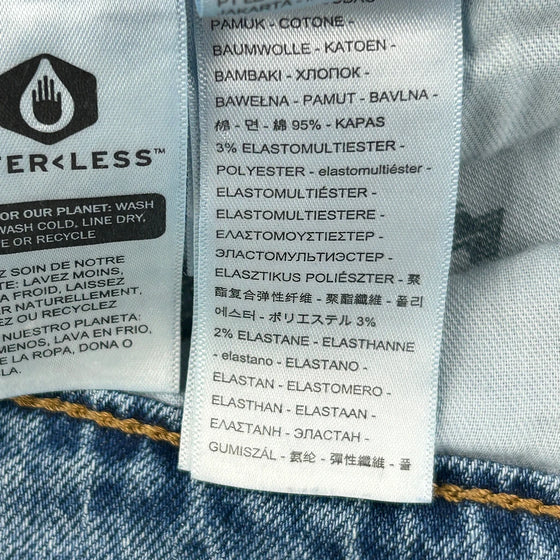 <LESS™
FOR OUR PLANET: WASH
WASH COLD, LINE DRY,
OR RECYCLE
SOIN DE NOTRE
LAVEZ MOINS,
À FROID, LAISSEZ
NATURELLEMENT,
OU RECYCLEZ
NUESTRO PLANETA:
MENOS, LAVA EN FRIO,
DE LA ROPA, DONA O
JAKARTA
PAMUK - COTONE -
BAUMWOLLE - KATOEN -
BAMBAKI - ХЛОПОК -
BAWEŁNA - PAMUT - BAVLNA -
棉 - 면 - 綿 95% - KAPAS
3% ELASTOMULTIESTER -
POLYESTER - elastomultiéster -
ELASTOMULTIÉSTER -
ELASTOMULTIESTERE -
ΕΛΑΣΤΟΜΟΥΣΤΙΕΣΤΕΡ -
ЭЛАСТОМУЛЬТИЭСТЕР -
ELASZTIKUS POLIÉSZTER - 聚
酯复合弹性纤维 - 聚酯纖維 - 폴리
에스터 - ポリエステル 3%
2% ELASTANE - ELASTHANNE
- elastano - ELASTANO -
ELASTAN - ELASTOMERO -
ELASTHAN - ELASTAAN -
ΕΛΑΣΤΑΝΗ - ЭЛАСТАН -
GUMISZÁL - 氨纶 - 彈性纖維 - 폴